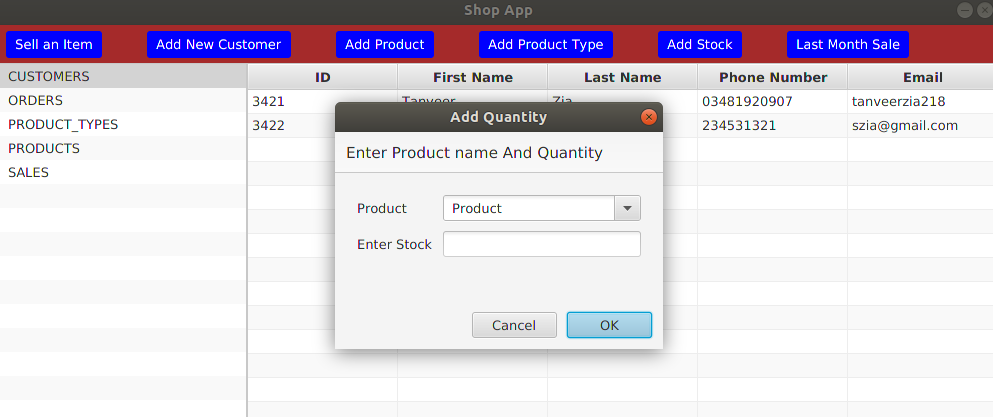 Shop App
Sell an Item Add New Customer Add Product Add Product Type Add Stock Last Month Sale
CUSTOMERS
ORDERS
PRODUCT_TYPES
PRODUCTS
SALES
ID First Name Last Name Phone Number Email
3421 Tanveer Zia 03481920907 tanveerzia218
3422 234531321 szia@gmail.com
Add Quantity
Enter Product name And Quantity
Product Product
Enter Stock
Cancel OK